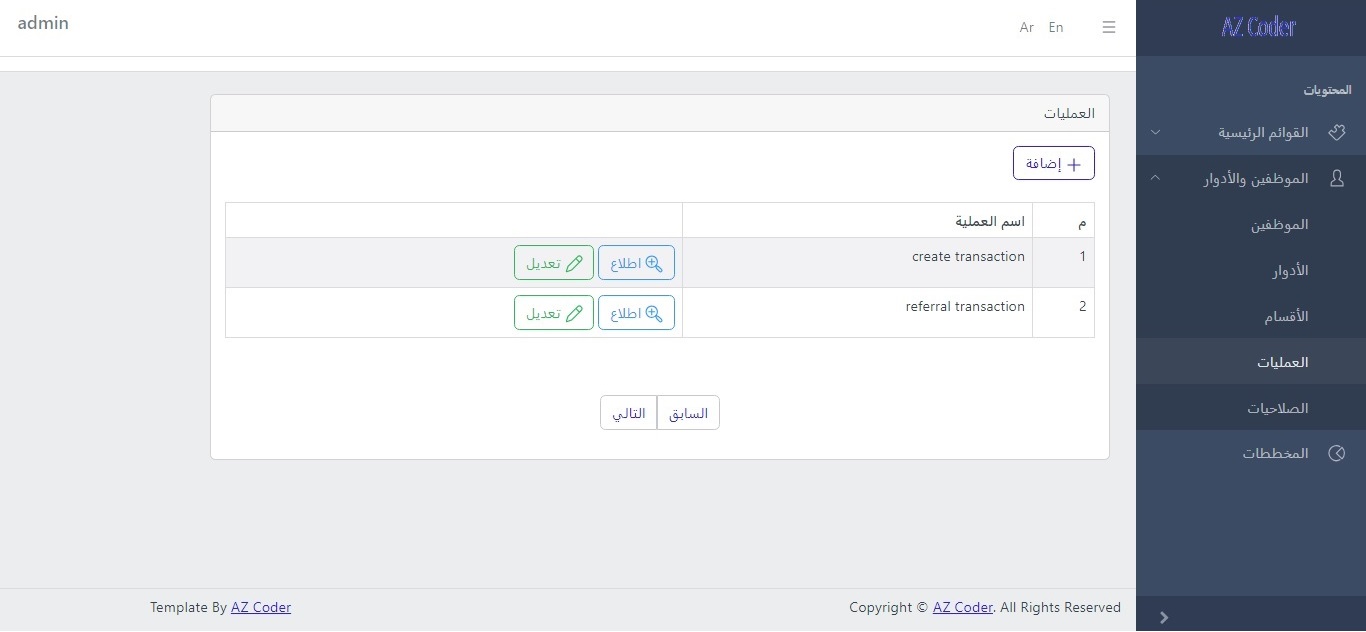 AZ Coder
المحتويات
القوائم الرئيسية
الموظفين والأدوار
الموظفين
الأدوار
الأقسام
العمليات
الصلاحيات
المخططات
admin
Ar En
العمليات
إضافة
م اسم العملية
1 create transaction اطلاع تعديل
2 referral transaction اطلاع تعديل
السابق التالي
Copyright © AZ Coder. All Rights Reserved
Template By AZ Coder